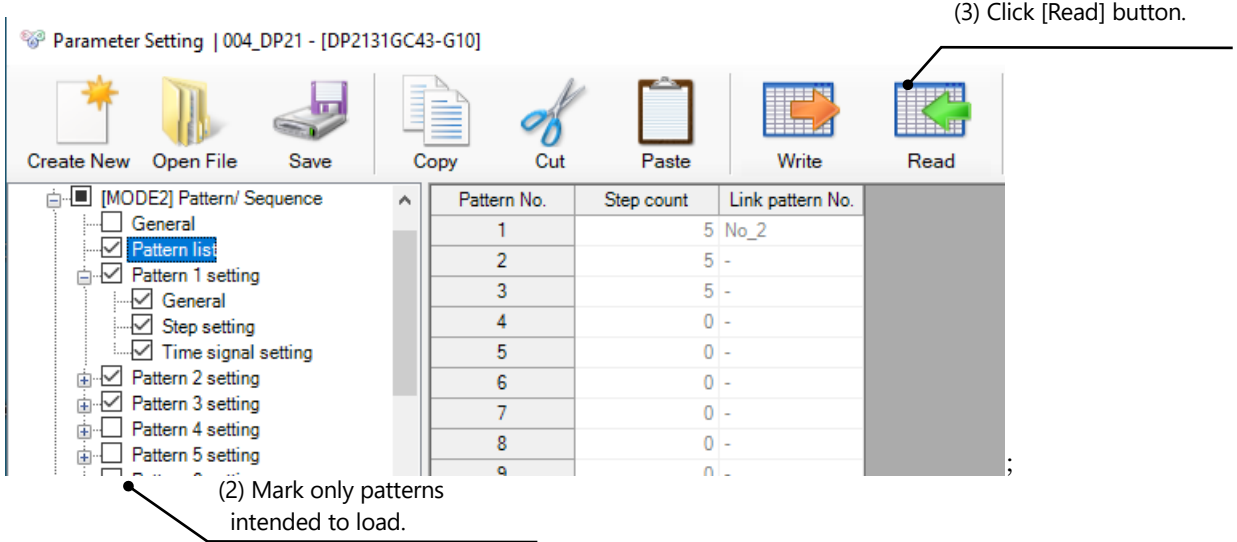 (3) Click [Read] button.
Parameter Setting | 004_DP21 - [DP2131GC43-G10]
Create New Open File Save Copy Cut Paste Write Read
[MODE2] Pattern/ Sequence
General
Pattern list
Pattern 1 setting
General
Step setting
Time signal setting
Pattern 2 setting
Pattern 3 setting
Pattern 4 setting
Pattern 5 setting
Pattern No. Step count Link pattern No.
1 5 No_2
2 5 -
3 5 -
4 0 -
5 0 -
6 0 -
7 0 -
8 0 -
9 0 -
;
(2) Mark only patterns
intended to load.